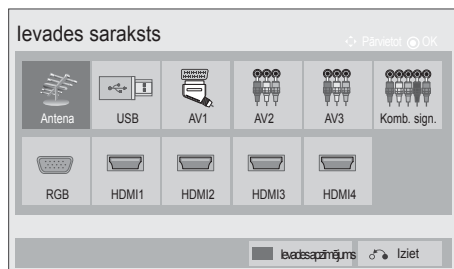 Ievades saraksts
Pārvietot OK
Antena USB AV1 AV2 AV3 Komb. sign.
RGB HDMI1 HDMI2 HDMI3 HDMI4
Ievades apzīmējums Iziet